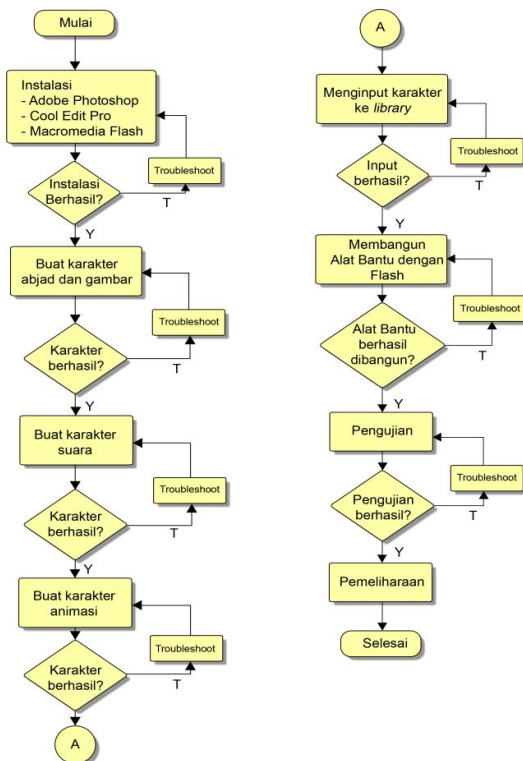 Mulai
Instalasi
- Adobe Photoshop
- Cool Edit Pro
- Macromedia Flash
Troubleshoot
Instalasi
Berhasil?
T
Y
Buat karakter
abjad dan gambar
Troubleshoot
Karakter
berhasil?
T
Y
Buat karakter
suara
Troubleshoot
Karakter
berhasil?
T
Y
Buat karakter
animasi
Troubleshoot
Karakter
berhasil?
T
A
A
Menginput karakter
ke library
Troubleshoot
Input
berhasil?
T
Y
Membangun
Alat Bantu dengan
Flash
Troubleshoot
Alat Bantu
berhasil
dibangun?
T
Y
Pengujian
Troubleshoot
Pengujian
berhasil?
T
Y
Pemeliharaan
Selesai